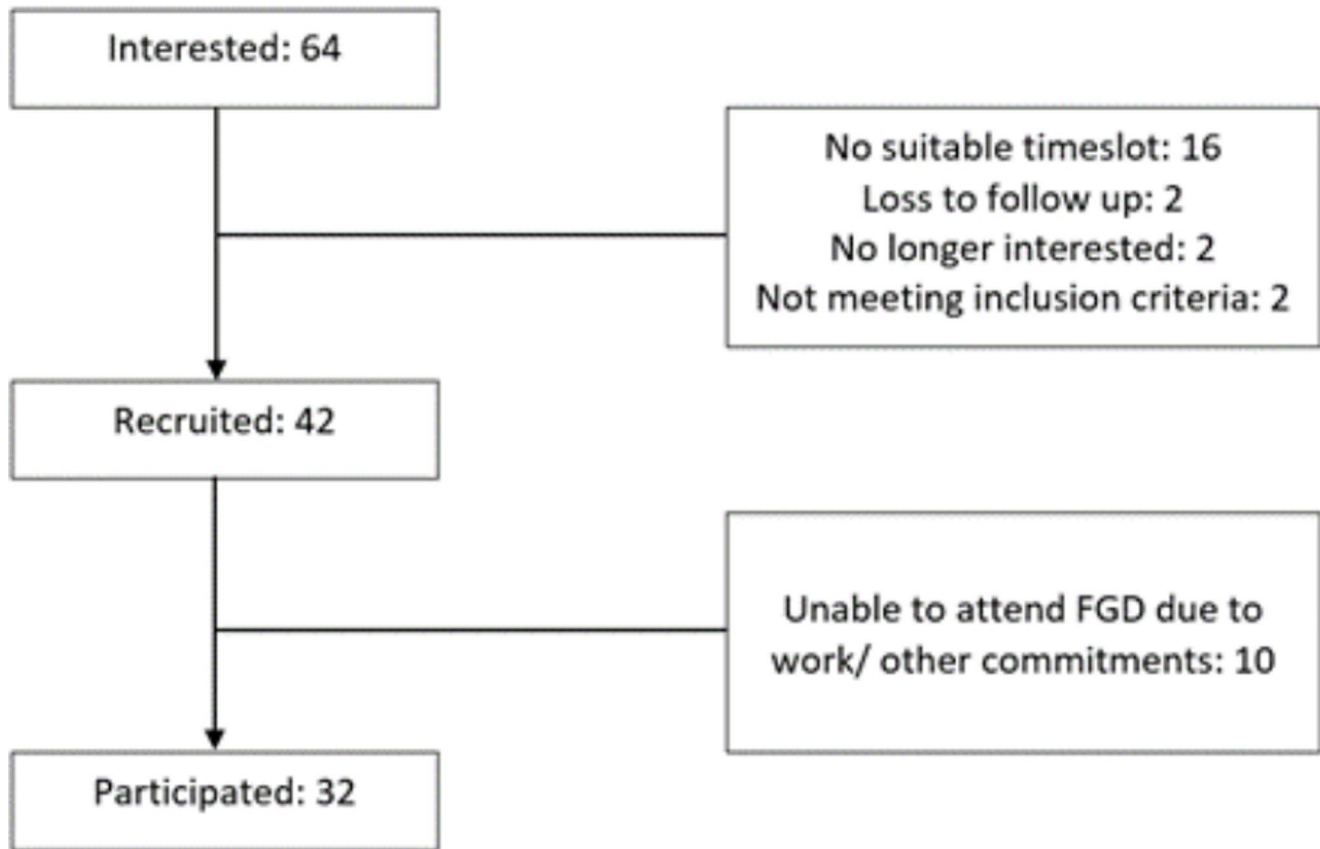 Interested: 64
No suitable timeslot: 16
Loss to follow up: 2
No longer interested: 2
Not meeting inclusion criteria: 2
Recruited: 42
Unable to attend FGD due to
work/ other commitments: 10
Participated: 32